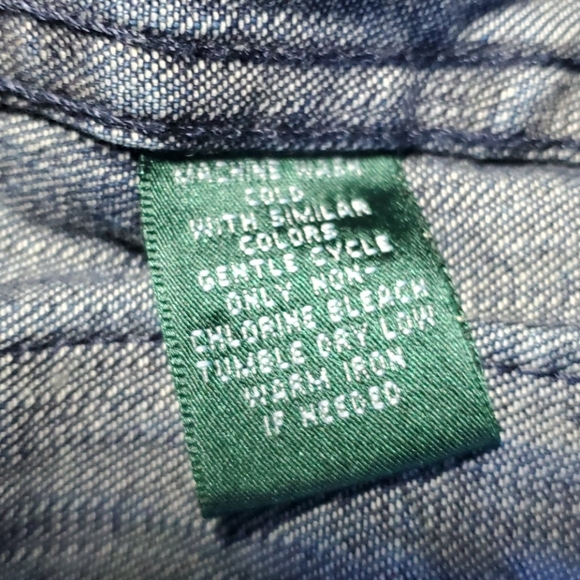 MACHINE WASH
COLD
WITH SIMILAR
COLORS
GENTLE CYCLE
ONLY NON-
CHLORINE BLEACH
TUMBLE DRY LOW
WARM IRON
IF NEEDED